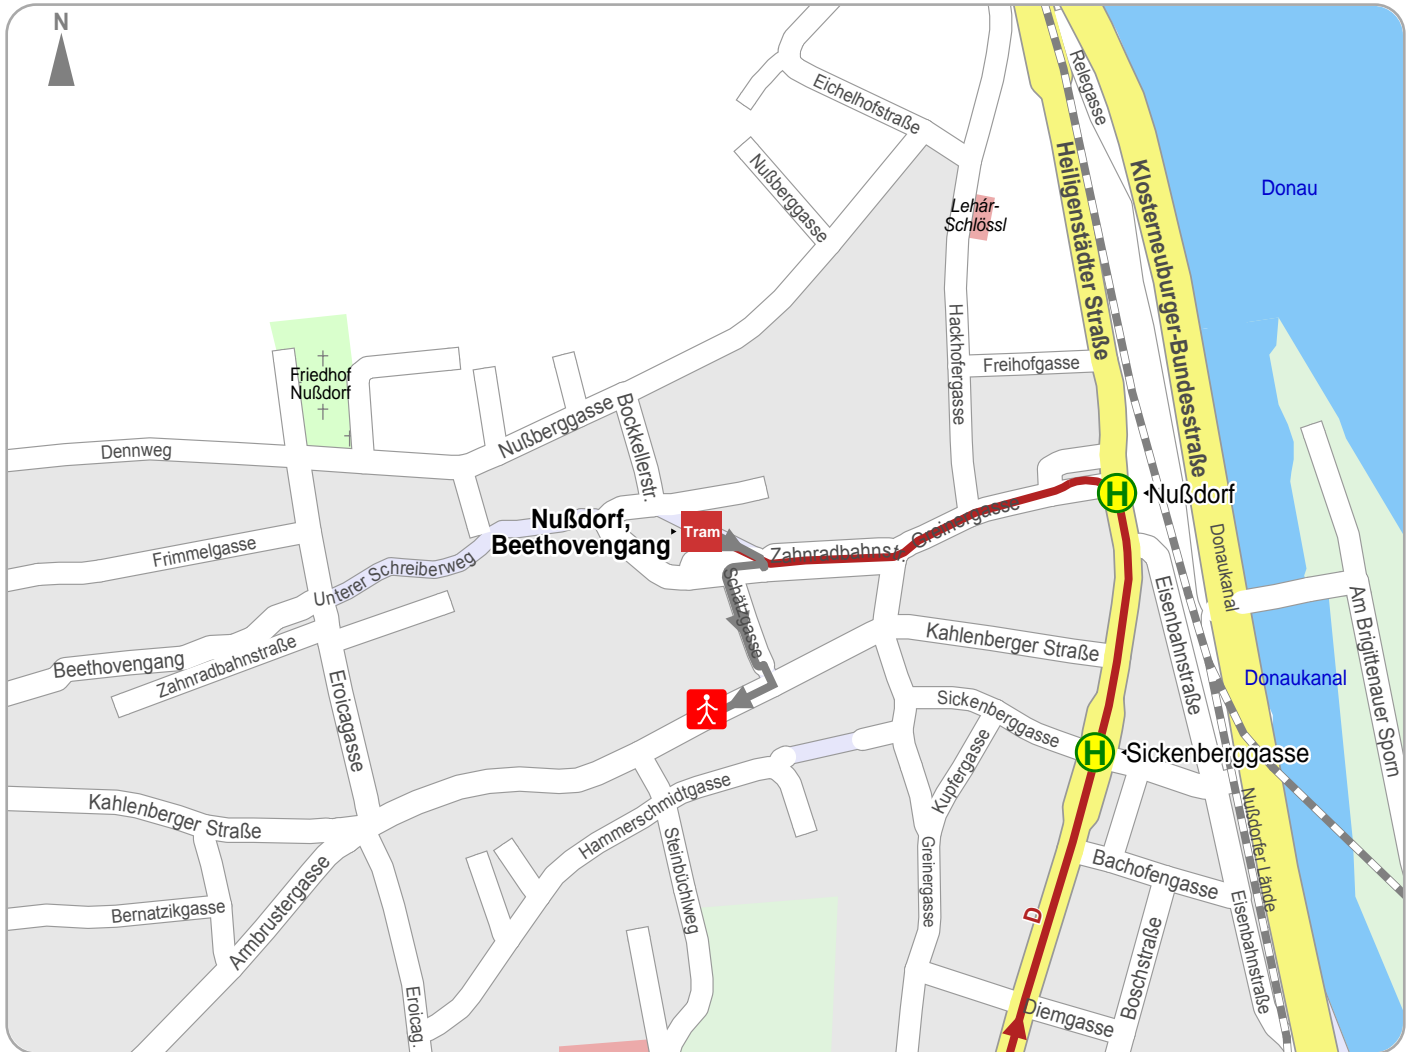 N
Relegasse
Eichelhofstraße
Heiligenstädter Straße
Klosterneuburger-Bundesstraße
Donau
Nußberggasse
Lehár-
Schlössl
Hackhofergasse
Freihofgasse
Friedhof
Nußdorf
Dennweg
Nußberggasse
Bockkellerstr.
Nußdorf,
Beethovengang
Tram
H
Nußdorf
Zahnradbahnstr.
Greinergasse
Donaukanal
Frimmelgasse
Unterer Schreiberweg
Schätzgasse
Eisenbahnstraße
Am Brigittenauer Sporn
Beethovengang
Zahnradbahnstraße
Kahlenberger Straße
Donaukanal
Eroicagasse
Sickenberggasse
H
Sickenberggasse
Kupfergasse
Kahlenberger Straße
Hammerschmidtgasse
Steinbüchlweg
Greinergasse
Nußdorfer Lände
Bachofengasse
Bernatzikgasse
Armbrustergasse
Eisenbahnstraße
D
Boschstraße
Eroicag.
Diemgasse